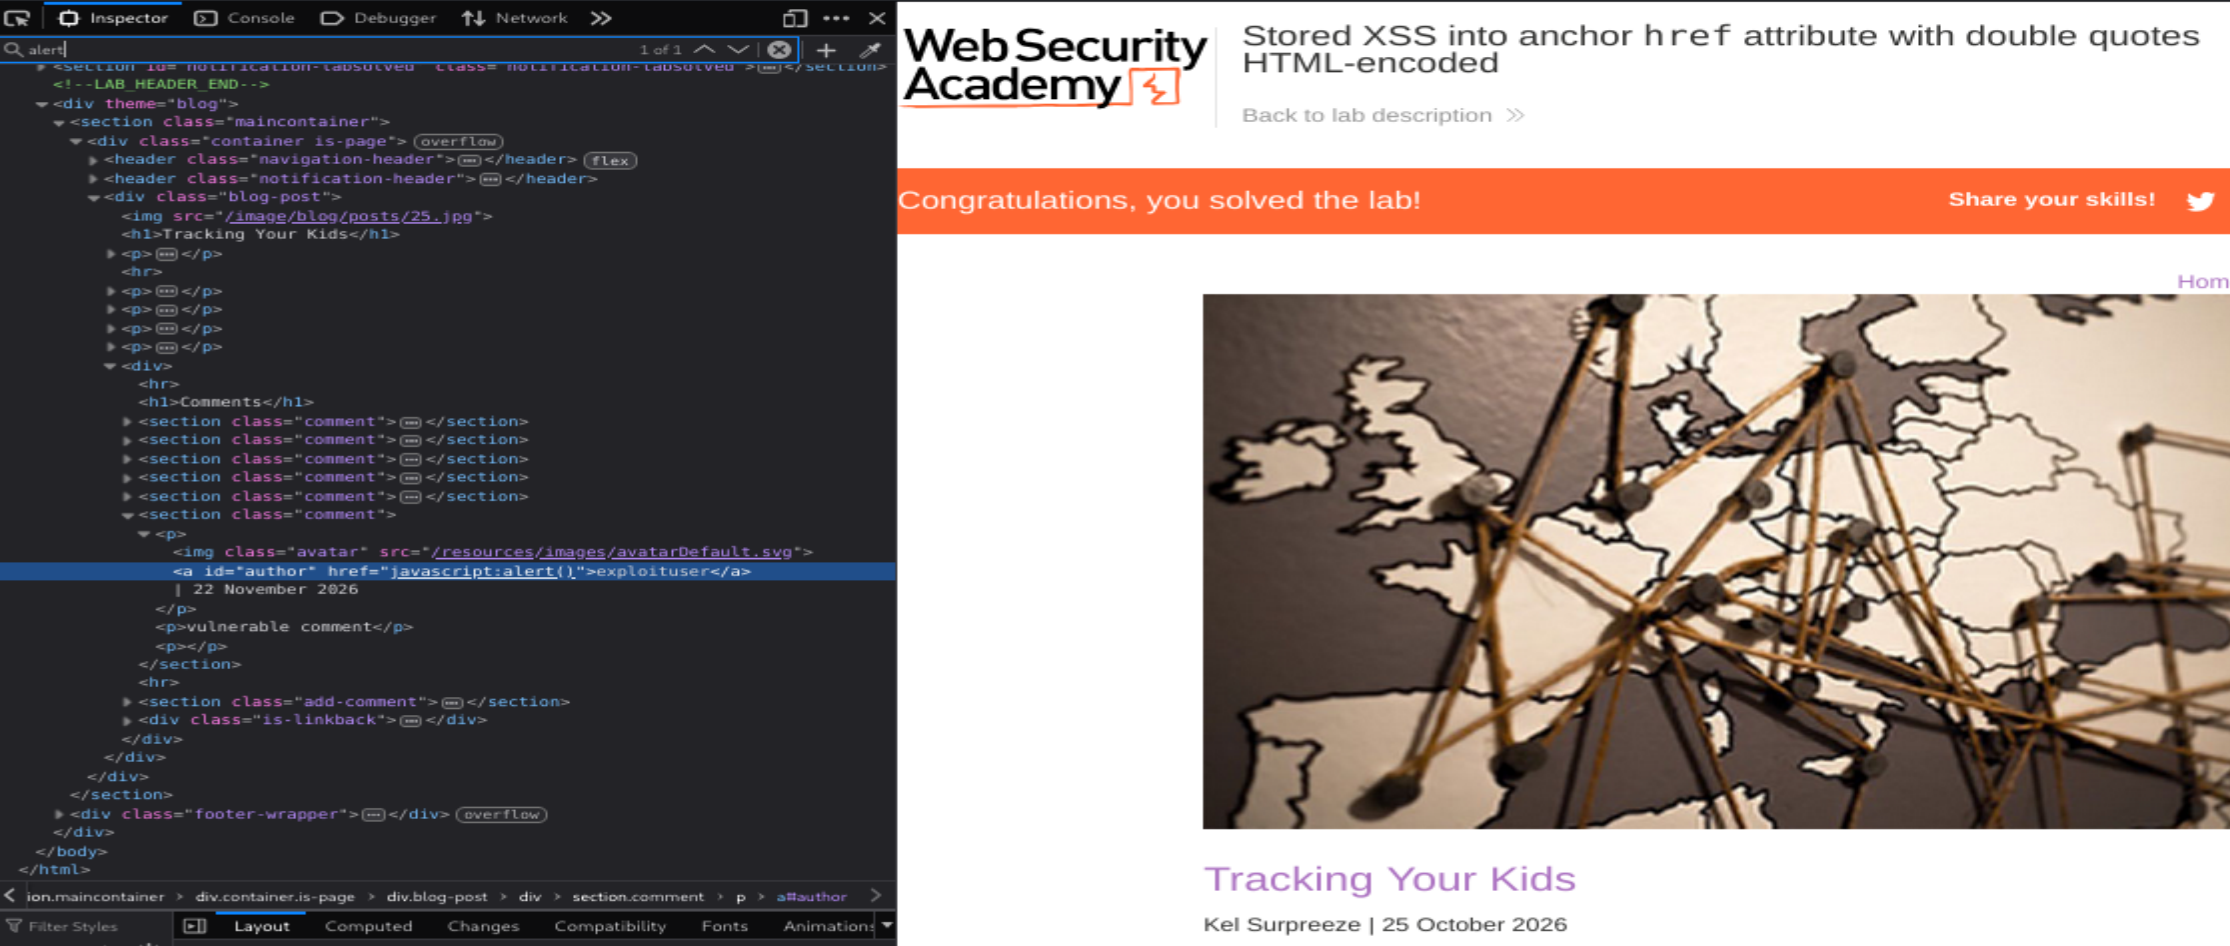 Inspector Console Debugger Network
alert 1 of 1
<section id="notification-labsolved" class="notification-labsolved"></section>
<!--LAB_HEADER_END-->
<div theme="blog">
<section class="maincontainer">
<div class="container is-page"> overflow
<header class="navigation-header"></header> flex
<header class="notification-header"></header>
<div class="blog-post">
<img src="/image/blog/posts/25.jpg">
<h1>Tracking Your Kids</h1>
<p></p>
<hr>
<p></p>
<p></p>
<p></p>
<p></p>
<div>
<hr>
<h1>Comments</h1>
<section class="comment"></section>
<section class="comment"></section>
<section class="comment"></section>
<section class="comment"></section>
<section class="comment"></section>
<section class="comment">
<p>
<img class="avatar" src="/resources/images/avatarDefault.svg">
<a id="author" href="javascript:alert()">exploituser</a>
| 22 November 2026
</p>
<p>vulnerable comment</p>
<p></p>
</section>
<hr>
<section class="add-comment"></section>
<div class="is-linkback"></div>
</div>
</div>
</div>
</section>
<div class="footer-wrapper"></div> overflow
</div>
</body>
</html>
ion.maincontainer > div.container.is-page > div.blog-post > div > section.comment > p > a#author
Filter Styles Layout Computed Changes Compatibility Fonts Animations
Web Security
Academy
Stored XSS into anchor href attribute with double quotes
HTML-encoded
Back to lab description
Congratulations, you solved the lab! Share your skills!
Hom
Tracking Your Kids
Kel Surpreeze | 25 October 2026